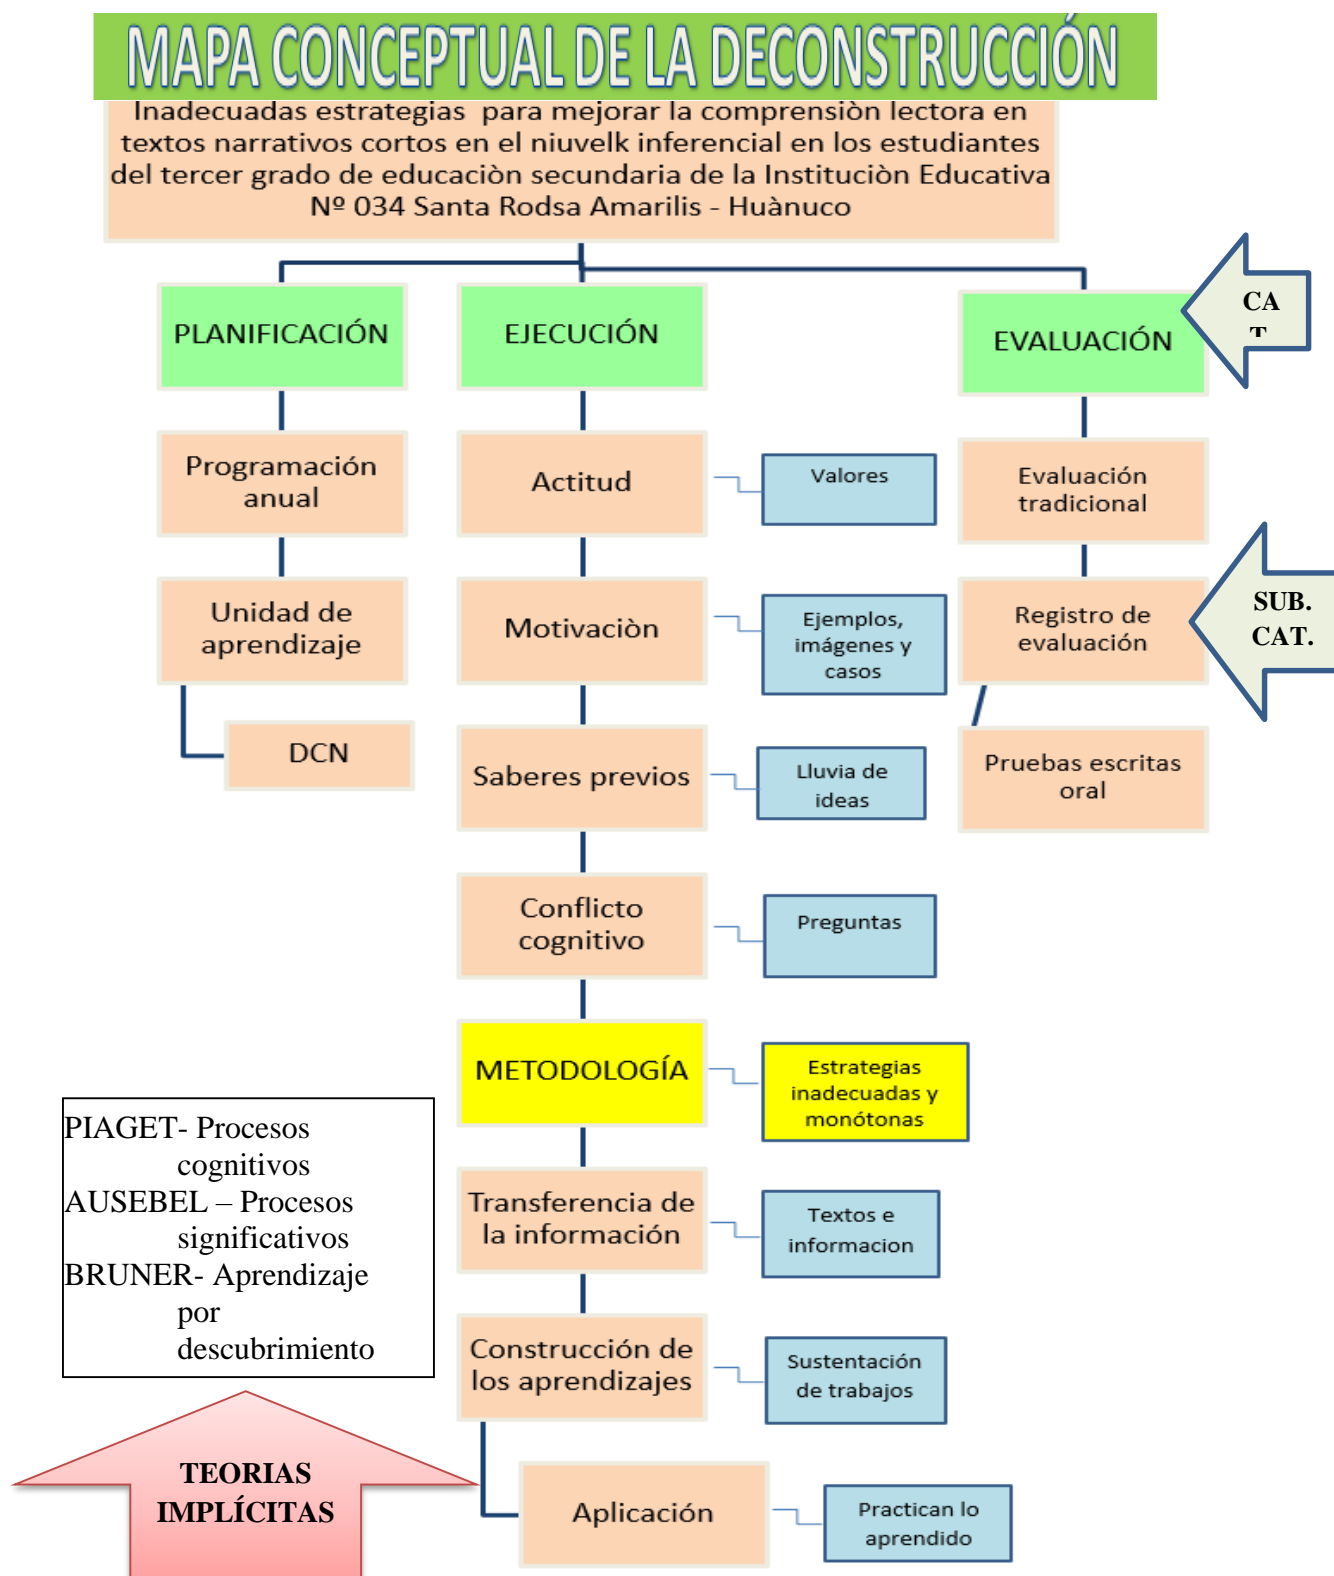 MAPA CONCEPTUAL DE LA DECONSTRUCCIÓN
Inadecuadas estrategias para mejorar la comprensiòn lectora en
textos narrativos cortos en el niuvelk inferencial en los estudiantes
del tercer grado de educaciòn secundaria de la Instituciòn Educativa
Nº 034 Santa Rodsa Amarilis - Huànuco
PLANIFICACIÓN
EJECUCIÓN
EVALUACIÓN
CA
T.
Programación
anual
Actitud
Valores
Evaluación
tradicional
Unidad de
aprendizaje
Motivaciòn
Ejemplos,
imágenes y
casos
Registro de
evaluación
SUB.
CAT.
DCN
Saberes previos
Lluvia de
ideas
Pruebas escritas
oral
Conflicto
cognitivo
Preguntas
METODOLOGÍA
Estrategias
inadecuadas y
monótonas
PIAGET- Procesos
cognitivos
AUSEBEL – Procesos
significativos
BRUNER- Aprendizaje
por
descubrimiento
Transferencia de
la información
Textos e
informacion
Construcción de
los aprendizajes
Sustentación
de trabajos
TEORIAS
IMPLÍCITAS
Aplicación
Practican lo
aprendido